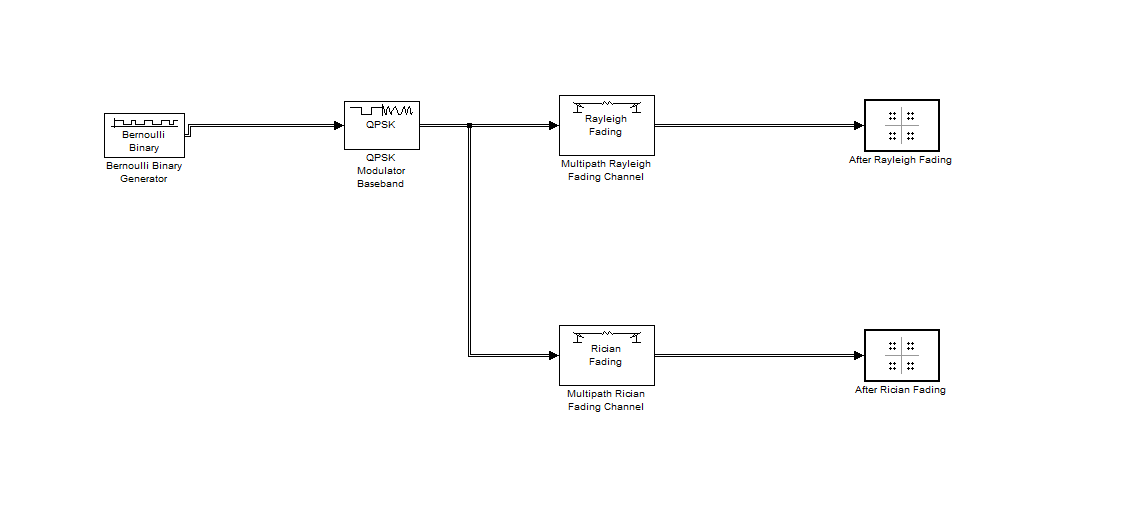 Bernoulli
Binary
Bernoulli Binary
Generator
QPSK
QPSK
Modulator
Baseband
Rayleigh
Fading
Multipath Rayleigh
Fading Channel
After Rayleigh Fading
Rician
Fading
Multipath Rician
Fading Channel
After Rician Fading